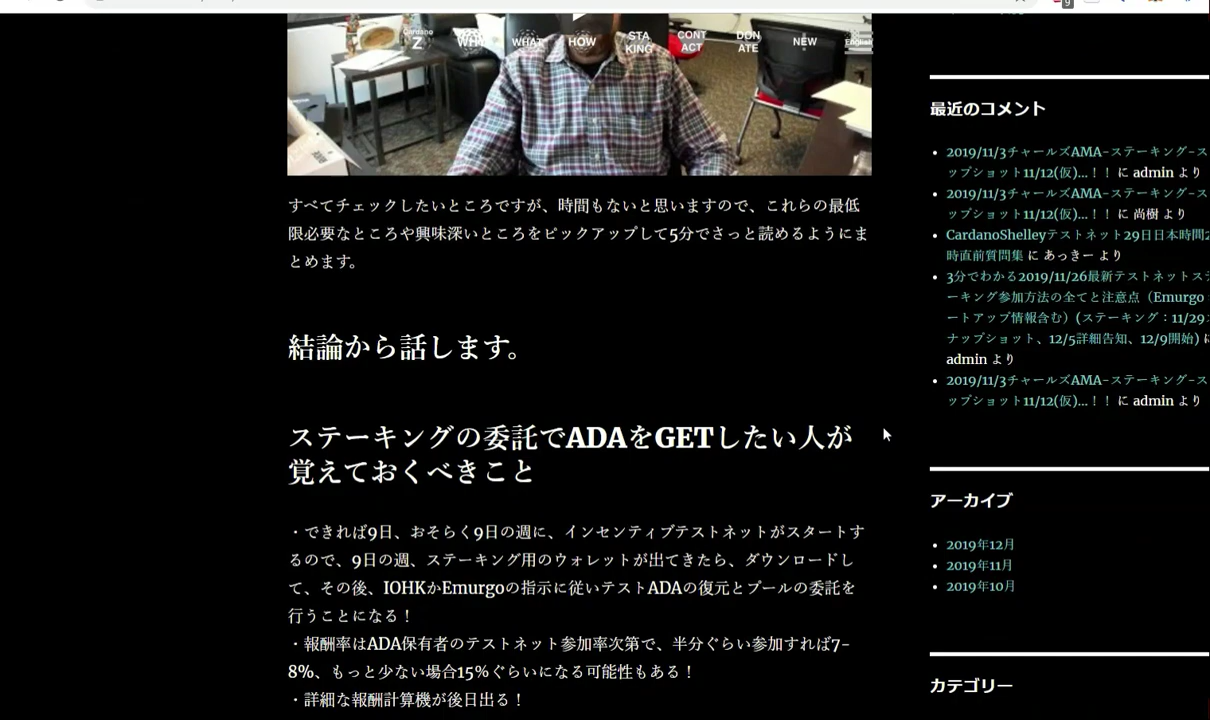 Cardano
Z
WHY
WHAT
HOW
STA
KING
CONT
ACT
DON
ATE
NEW
English
すべてチェックしたいところですが、時間もないと思いますので、これらの最低
限必要なところや興味深いところをピックアップして5分でさっと読めるようにま
とめます。
結論から話します。
ステーキングの委託でADAをGETしたい人が
覚えておくべきこと
・できれば9日、おそらく9日の週に、インセンティブテストネットがスタートす
るので、9日の週、ステーキング用のウォレットが出てきたら、ダウンロードし
て、その後、IOHKかEmurgoの指示に従いテストADAの復元とプールの委託を
行うことになる！
・報酬率はADA保有者のテストネット参加率次第で、半分ぐらい参加すれば7-
8%、もっと少ない場合15%ぐらいになる可能性もある！
・詳細な報酬計算機が後日出る！
最近のコメント
2019/11/3チャールズAMA-ステーキング-ス
ップショット11/12(仮)…！！ に admin より
2019/11/3チャールズAMA-ステーキング-ス
ップショット11/12(仮)…！！ に 尚樹 より
CardanoShelleyテストネット29日日本時間2
時直前質問集 に あっきー より
3分でわかる2019/11/26最新テストネットステ
ーキング参加方法の全てと注意点（Emurgo
ートアップ情報含む）(ステーキング：11/29ス
ナップショット、12/5詳細告知、12/9開始) に
admin より
2019/11/3チャールズAMA-ステーキング-ス
ップショット11/12(仮)…！！ に admin より
アーカイブ
2019年12月
2019年11月
2019年10月
カテゴリー